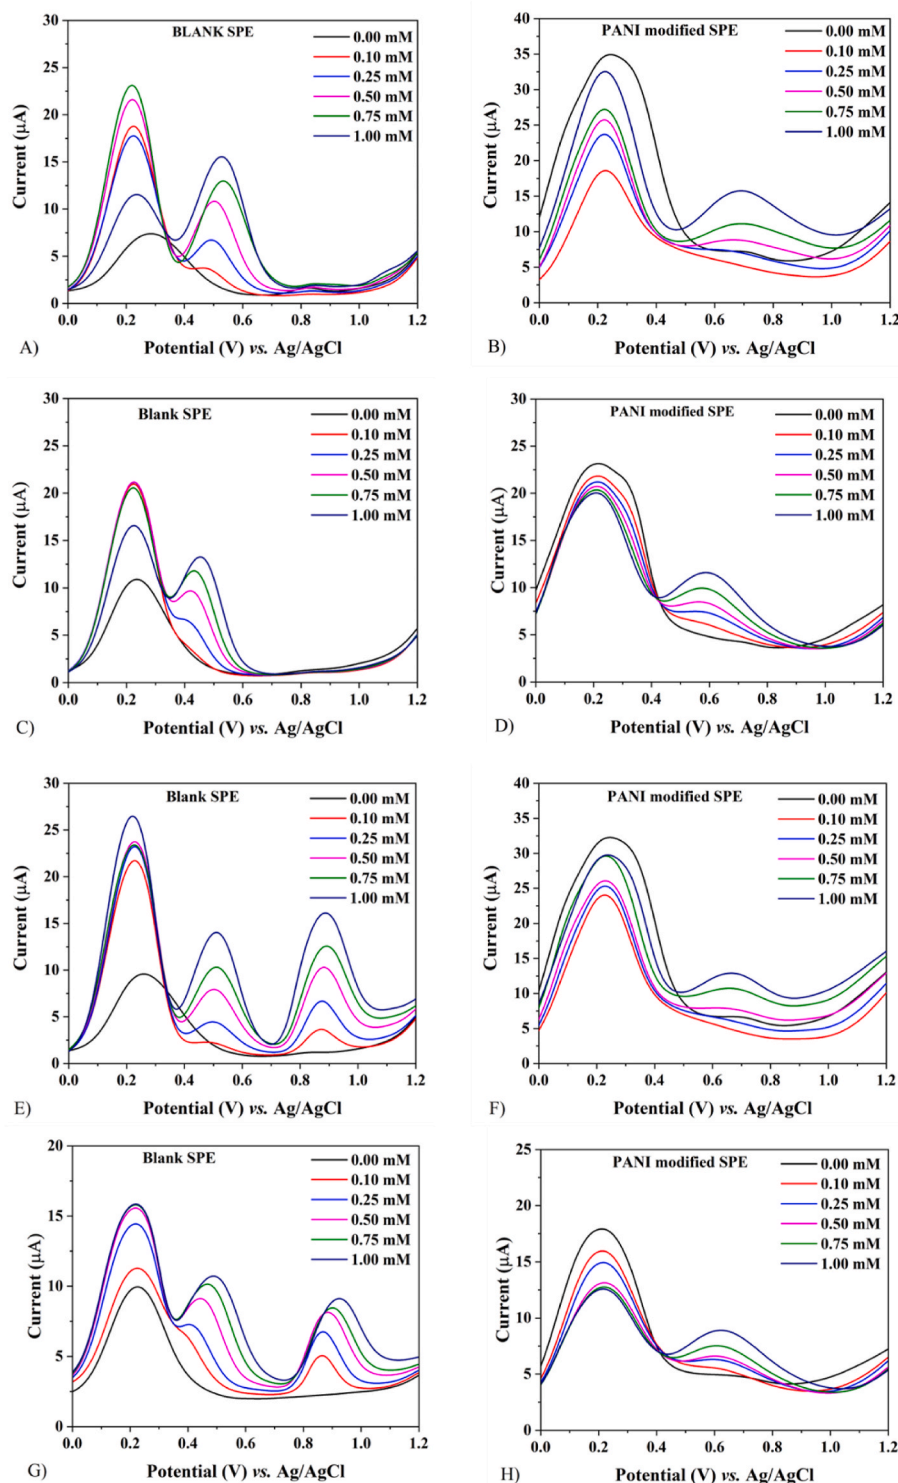 BLANK SPE
0.00 mM
0.10 mM
0.25 mM
0.50 mM
0.75 mM
1.00 mM
30
25
20
15
10
5
0
Current (μA)
0.0 0.2 0.4 0.6 0.8 1.0 1.2
Potential (V) vs. Ag/AgCl
A)
PANI modified SPE
0.00 mM
0.10 mM
0.25 mM
0.50 mM
0.75 mM
1.00 mM
40
35
30
25
20
15
10
5
0
Current (μA)
0.0 0.2 0.4 0.6 0.8 1.0 1.2
Potential (V) vs. Ag/AgCl
B)
Blank SPE
0.00 mM
0.10 mM
0.25 mM
0.50 mM
0.75 mM
1.00 mM
30
25
20
15
10
5
0
Current (μA)
0.0 0.2 0.4 0.6 0.8 1.0 1.2
Potential (V) vs. Ag/AgCl
C)
PANI modified SPE
0.00 mM
0.10 mM
0.25 mM
0.50 mM
0.75 mM
1.00 mM
30
25
20
15
10
5
0
Current (μA)
0.0 0.2 0.4 0.6 0.8 1.0 1.2
Potential (V) vs. Ag/AgCl
D)
Blank SPE
0.00 mM
0.10 mM
0.25 mM
0.50 mM
0.75 mM
1.00 mM
30
25
20
15
10
5
0
Current (μA)
0.0 0.2 0.4 0.6 0.8 1.0 1.2
Potential (V) vs. Ag/AgCl
E)
PANI modified SPE
0.00 mM
0.10 mM
0.25 mM
0.50 mM
0.75 mM
1.00 mM
40
35
30
25
20
15
10
5
0
Current (μA)
0.0 0.2 0.4 0.6 0.8 1.0 1.2
Potential (V) vs. Ag/AgCl
F)
Blank SPE
0.00 mM
0.10 mM
0.25 mM
0.50 mM
0.75 mM
1.00 mM
20
15
10
5
0
Current (μA)
0.0 0.2 0.4 0.6 0.8 1.0 1.2
Potential (V) vs. Ag/AgCl
G)
PANI modified SPE
0.00 mM
0.10 mM
0.25 mM
0.50 mM
0.75 mM
1.00 mM
25
20
15
10
5
0
Current (μA)
0.0 0.2 0.4 0.6 0.8 1.0 1.2
Potential (V) vs. Ag/AgCl
H)